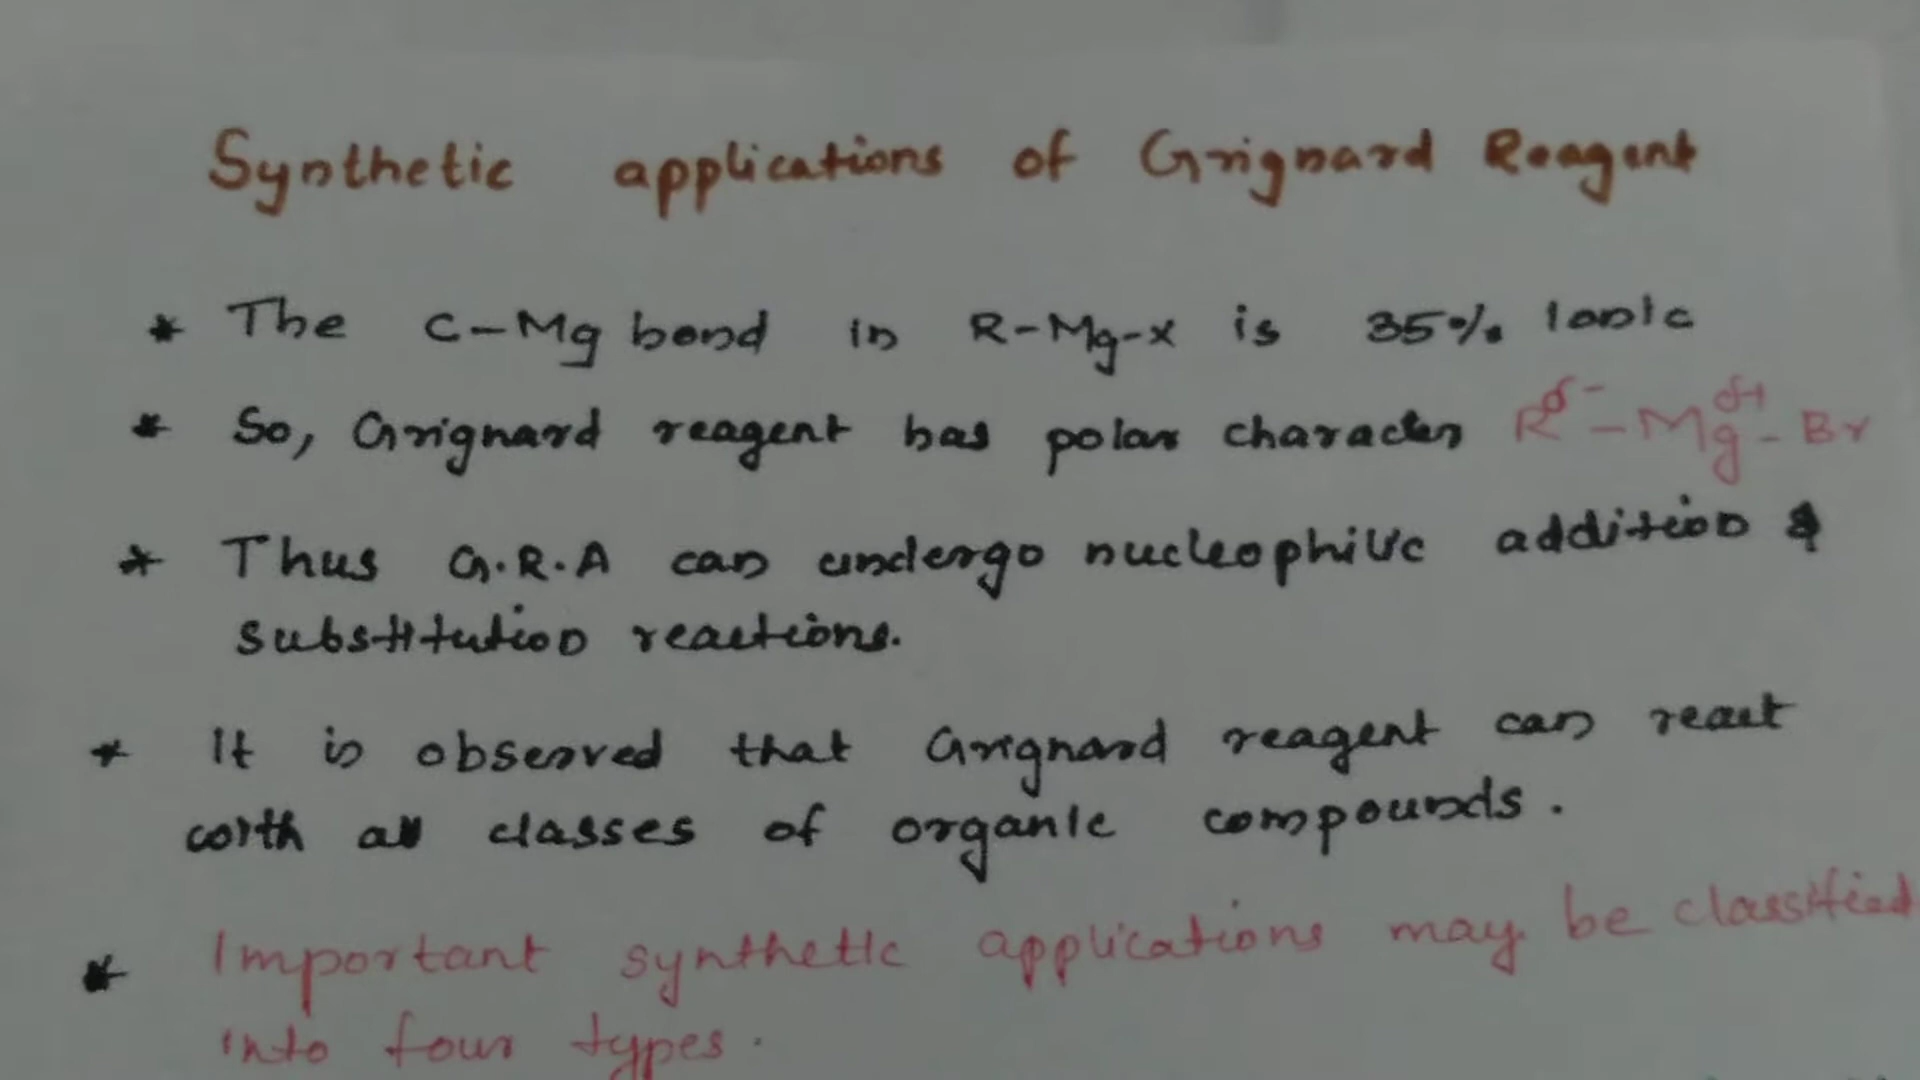 Synthetic applications of Grignard Reagent
* The C-Mg bond in R-Mg-X is 35% Ionic
* So, Grignard reagent has polar character R^δ- - Mg^δ+ - Br
* Thus G.R.A can undergo nucleophilic addition &
substitution reactions.
* It is observed that Grignard reagent can react
with all classes of organic compounds.
* Important synthetic applications may be classified
into four types.